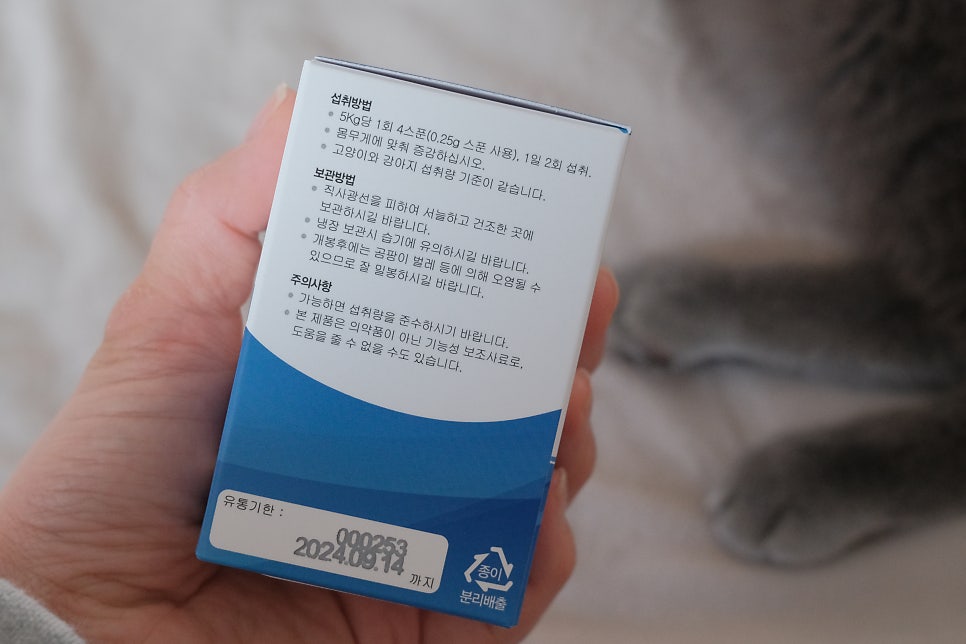 섭취방법
• 5Kg당 1회 4스푼(0.25g 스푼 사용), 1일 2회 섭취.
• 몸무게에 맞춰 증감하십시오.
• 고양이와 강아지 섭취량 기준이 같습니다.
보관방법
• 직사광선을 피하여 서늘하고 건조한 곳에
보관하시길 바랍니다.
• 냉장 보관시 습기에 유의하시길 바랍니다.
• 개봉후에는 곰팡이 벌레 등에 의해 오염될 수
있으므로 잘 밀봉하시길 바랍니다.
주의사항
• 가능하면 섭취량을 준수하시기 바랍니다.
• 본 제품은 의약품이 아닌 기능성 보조사료로,
도움을 줄 수 없을 수도 있습니다.
유통기한 :
000253
2024.09.14 까지
종이
분리배출